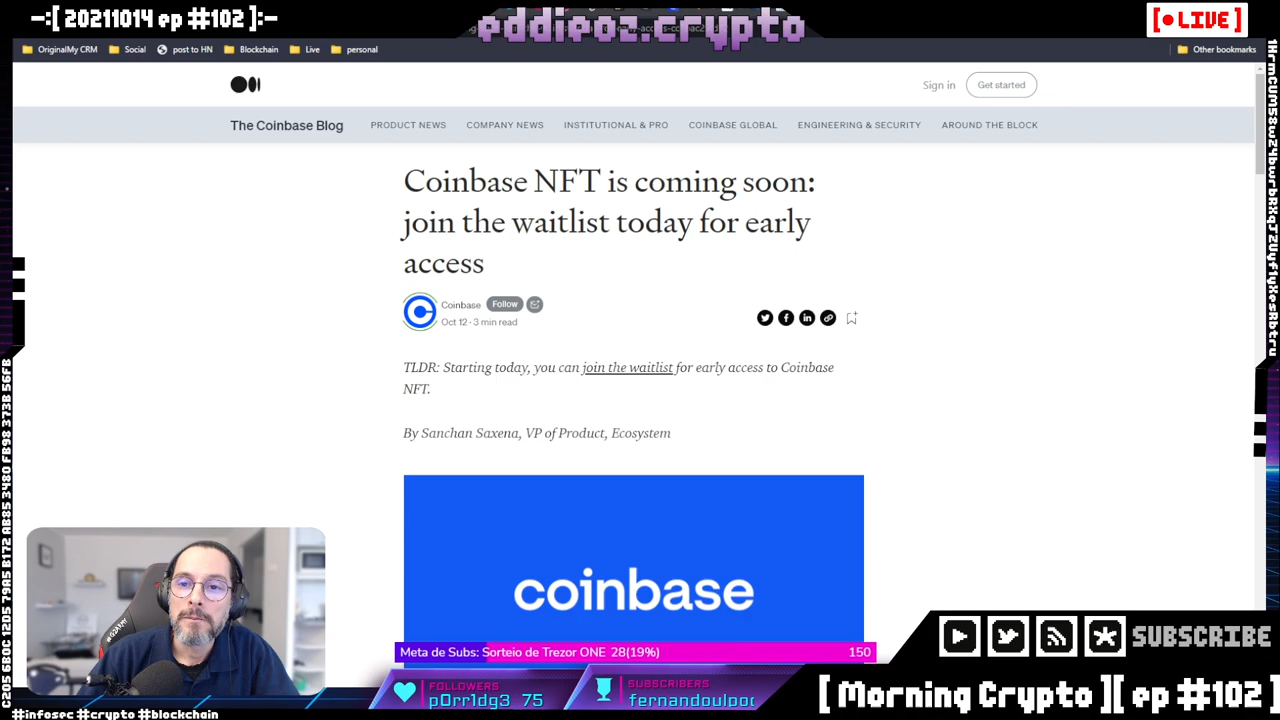 -:[ 20211014 ep #102 ]:-
eddieoz.crypto
[ LIVE ]
OriginalMy CRM
Social
post to HN
Blockchain
Live
personal
Other bookmarks
Sign in
Get started
The Coinbase Blog
PRODUCT NEWS
COMPANY NEWS
INSTITUTIONAL & PRO
COINBASE GLOBAL
ENGINEERING & SECURITY
AROUND THE BLOCK
Coinbase NFT is coming soon:
join the waitlist today for early
access
Coinbase
Follow
Oct 12 · 3 min read
TLDR: Starting today, you can join the waitlist for early access to Coinbase
NFT.
By Sanchan Saxena, VP of Product, Ecosystem
coinbase
Meta de Subs: Sorteio de Trezor ONE 28(19%)
150
FOLLOWERS
p0rr1dg3_75
SUBSCRIBERS
SUBSCRIBE
[ Morning Crypto ][ ep #102 ]
#infosec #crypto #blockchain